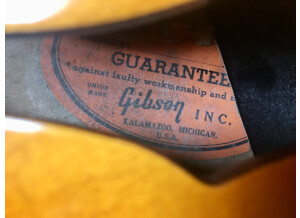 GUARANTEE
against faulty workmanship and
UNION
MADE
Gibson INC.
KALAMAZOO, MICHIGAN,
U.S.A.